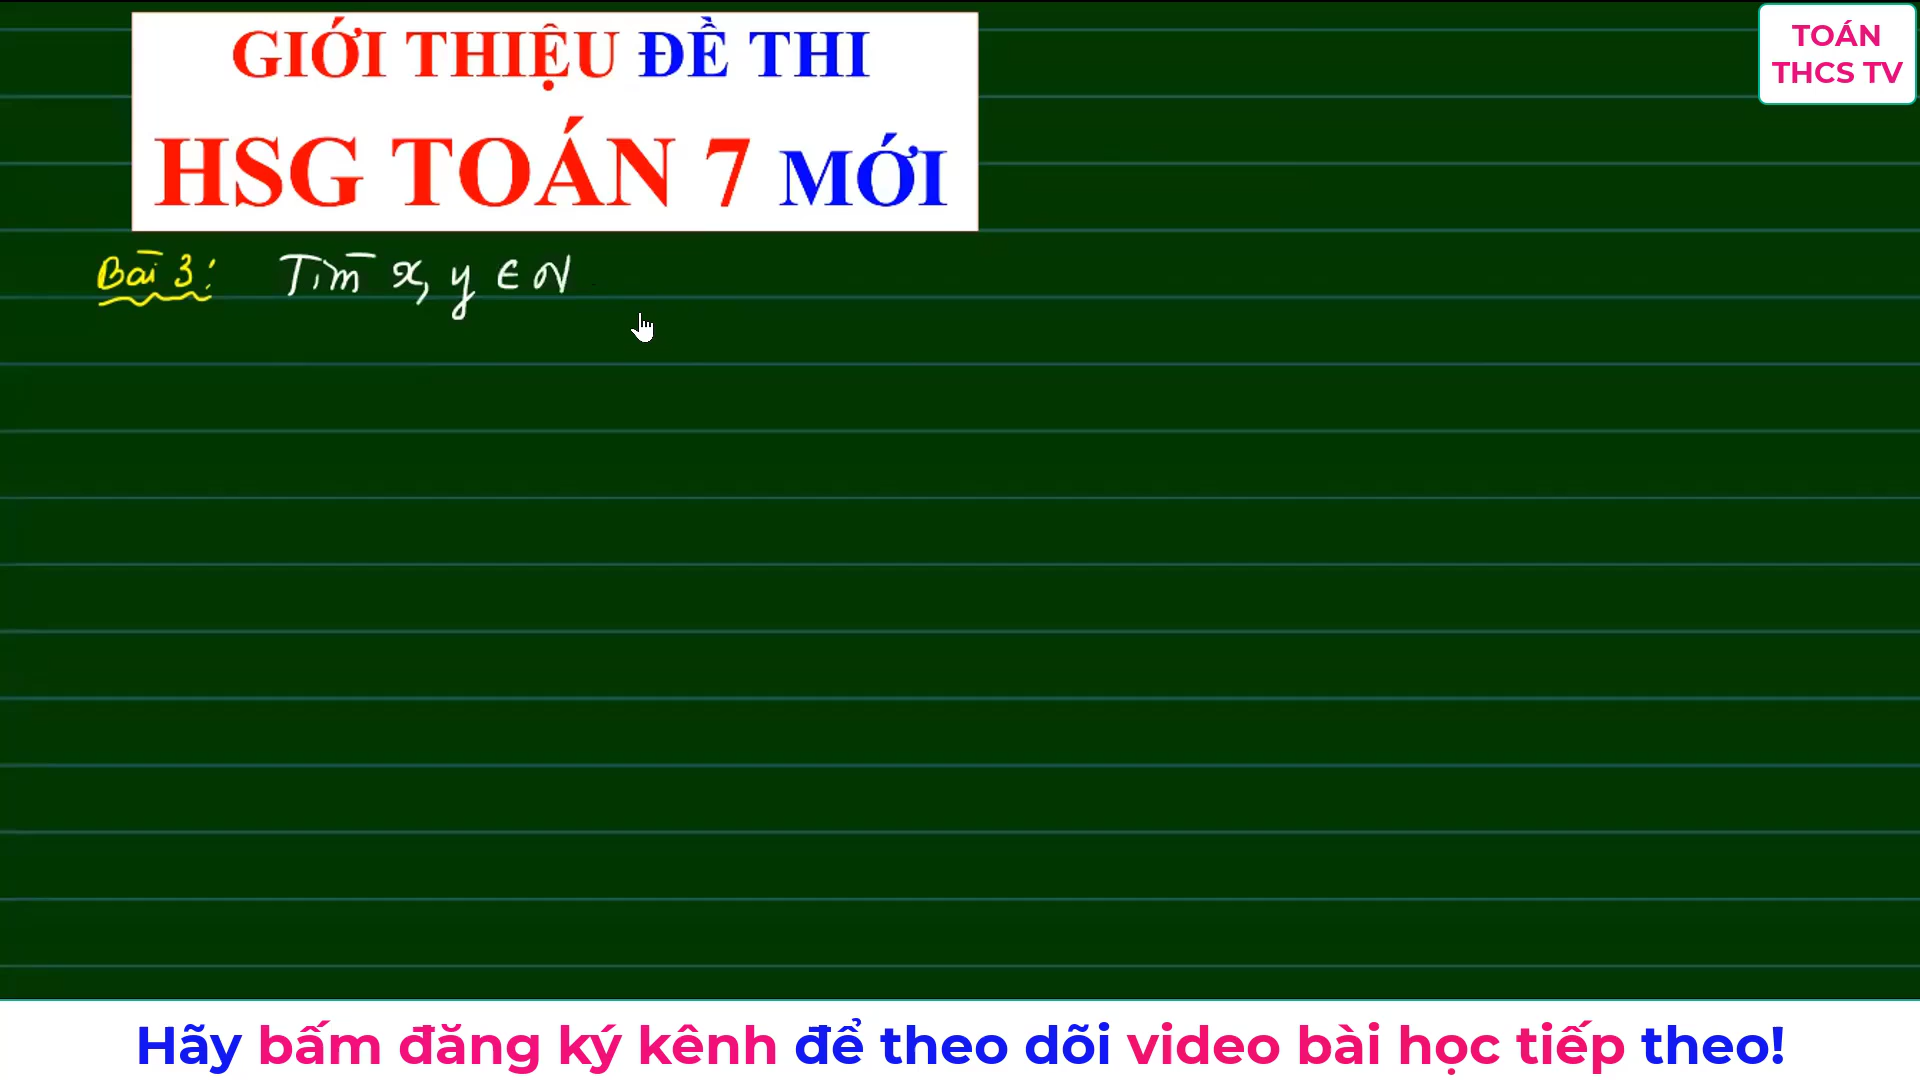 GIỚI THIỆU ĐỀ THI
HSG TOÁN 7 MỚI
TOÁN
THCS TV
Bài 3: Tìm x, y ∈ N
Hãy bấm đăng ký kênh để theo dõi video bài học tiếp theo!